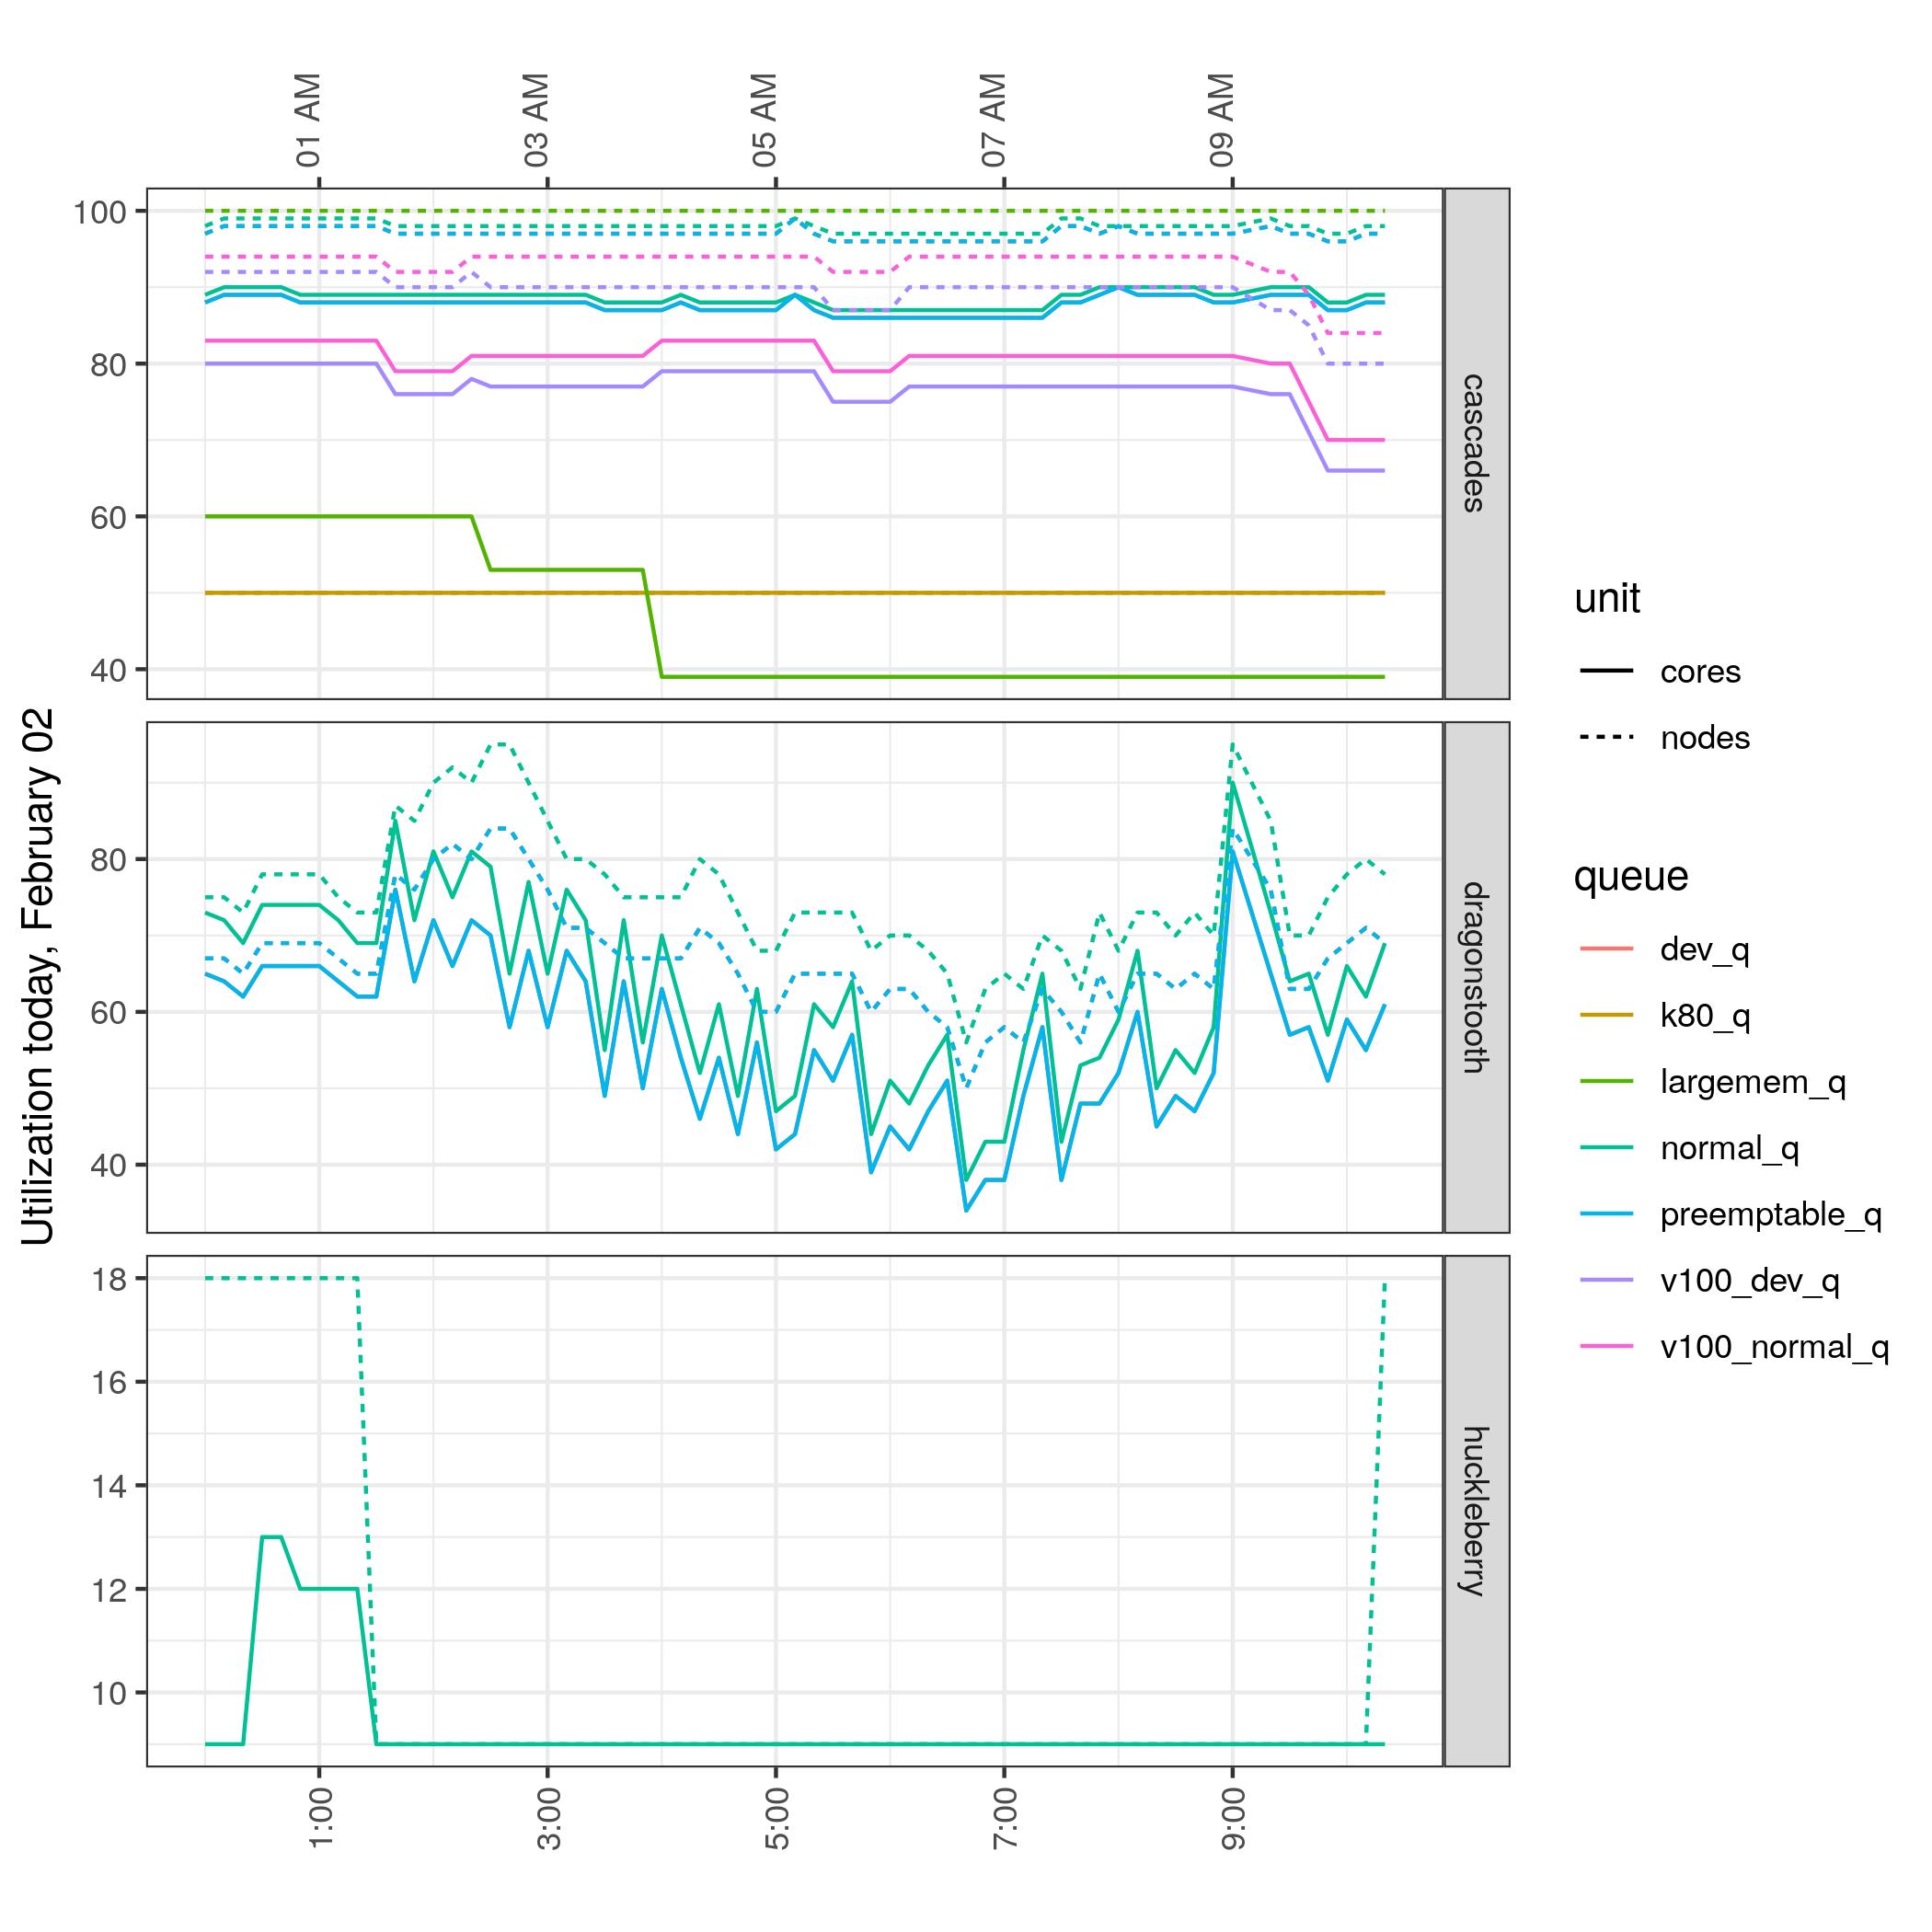 01 AM
03 AM
05 AM
07 AM
09 AM
Utilization today, February 02
100
80
60
40
cascades
80
60
40
dragonstooth
18
16
14
12
10
huckleberry
1:00
3:00
5:00
7:00
9:00
unit
cores
nodes
queue
dev_q
k80_q
largemem_q
normal_q
preemptable_q
v100_dev_q
v100_normal_q